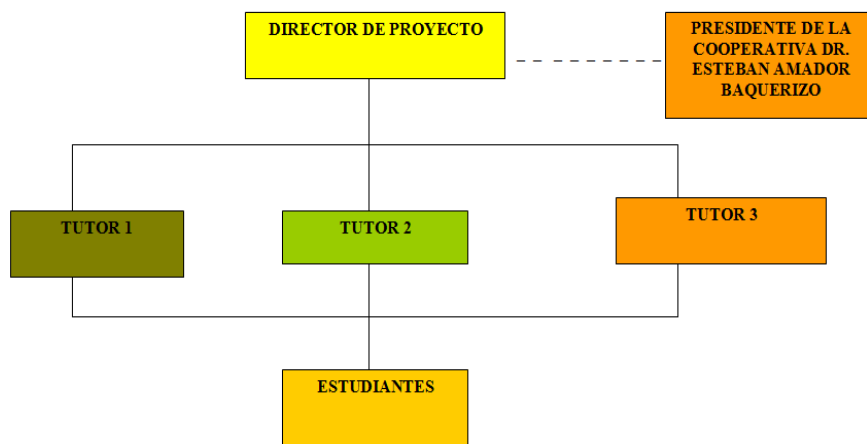 DIRECTOR DE PROYECTO
PRESIDENTE DE LA
COOPERATIVA DR.
ESTEBAN AMADOR
BAQUERIZO
TUTOR 1
TUTOR 2
TUTOR 3
ESTUDIANTES